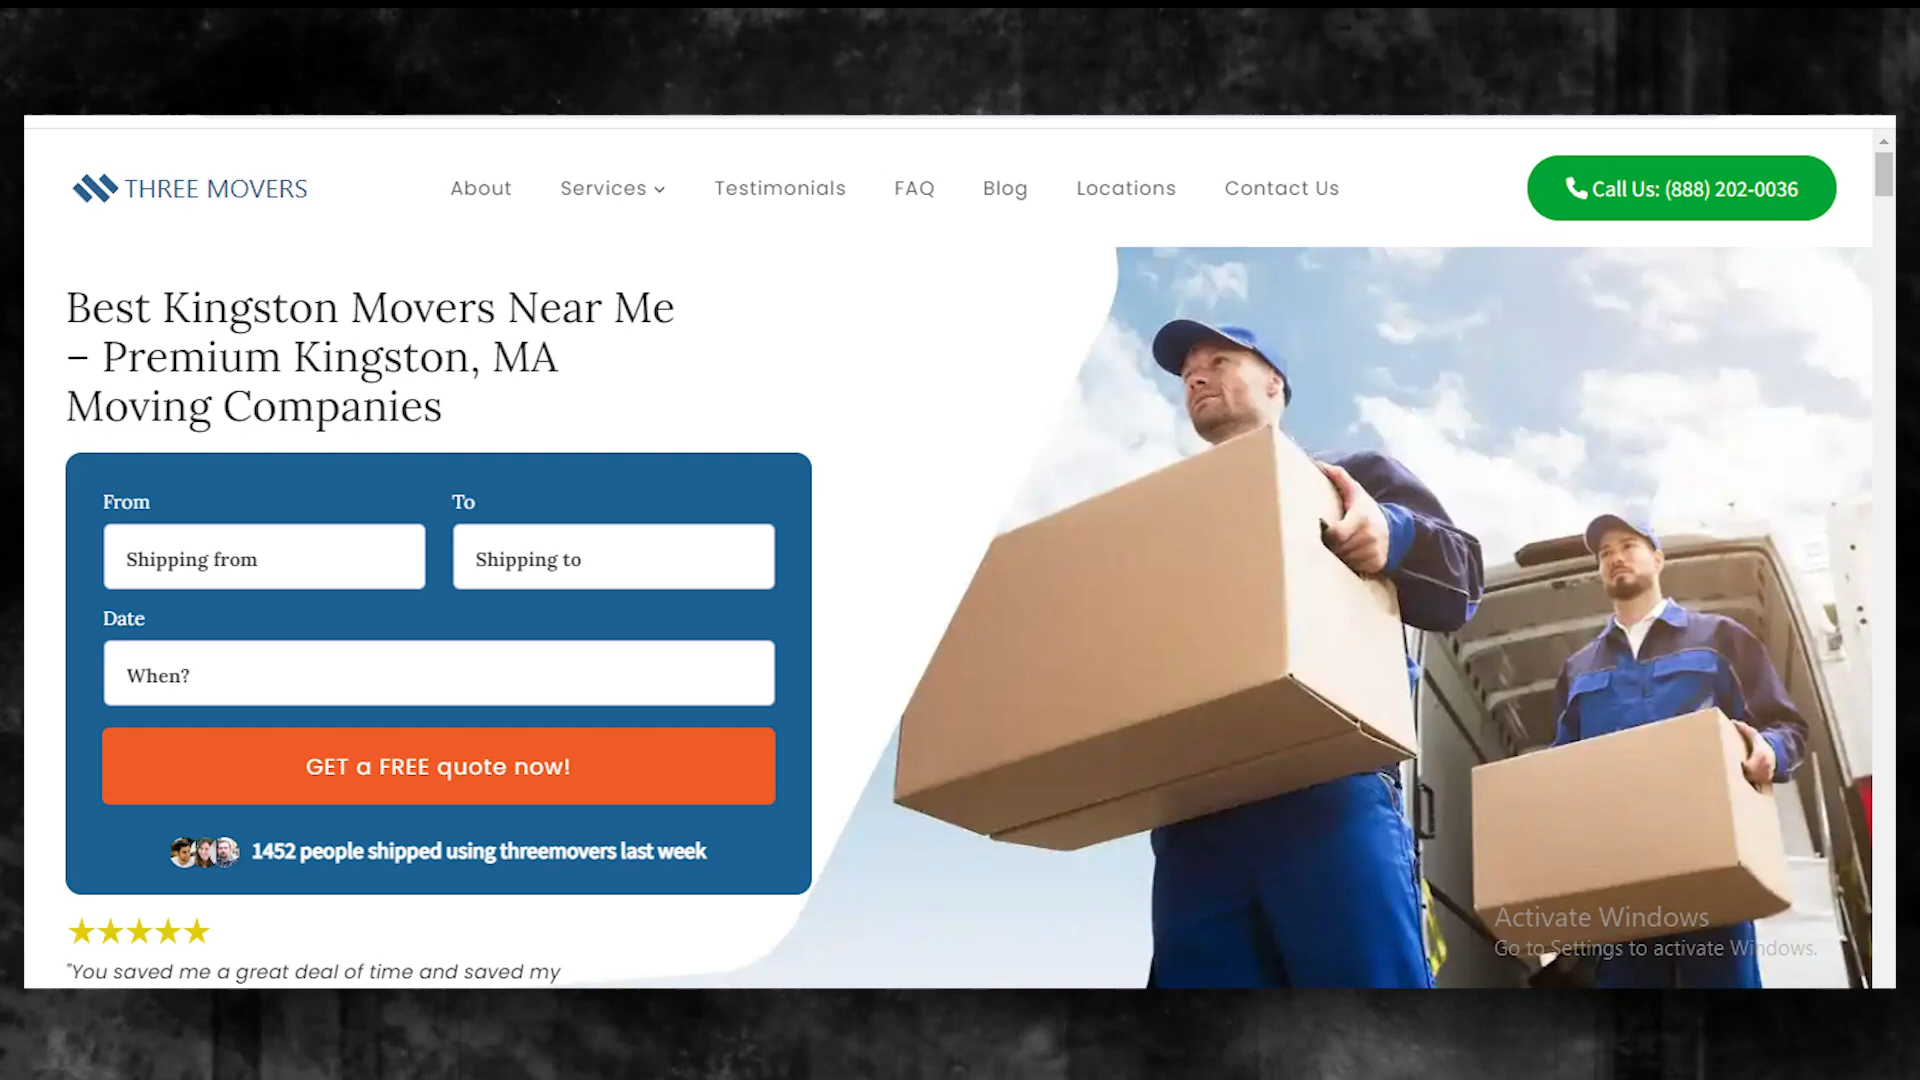 THREE MOVERS
About
Services
Testimonials
FAQ
Blog
Locations
Contact Us
Call Us: (888) 202-0036
Best Kingston Movers Near Me
– Premium Kingston, MA
Moving Companies
From
To
Shipping from
Shipping to
Date
When?
GET a FREE quote now!
1452 people shipped using threemovers last week
"You saved me a great deal of time and saved my
Activate Windows
Go to Settings to activate Windows.